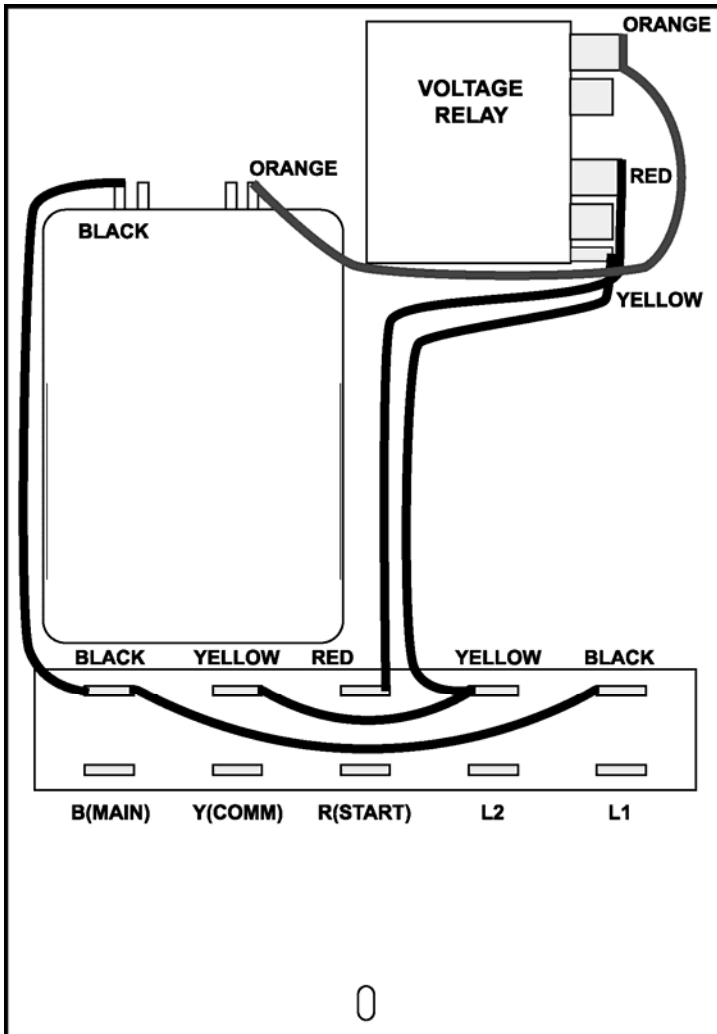 ORANGE
VOLTAGE
RELAY
ORANGE
RED
BLACK
YELLOW
BLACK YELLOW RED YELLOW BLACK
B(MAIN) Y(COMM) R(START) L2 L1